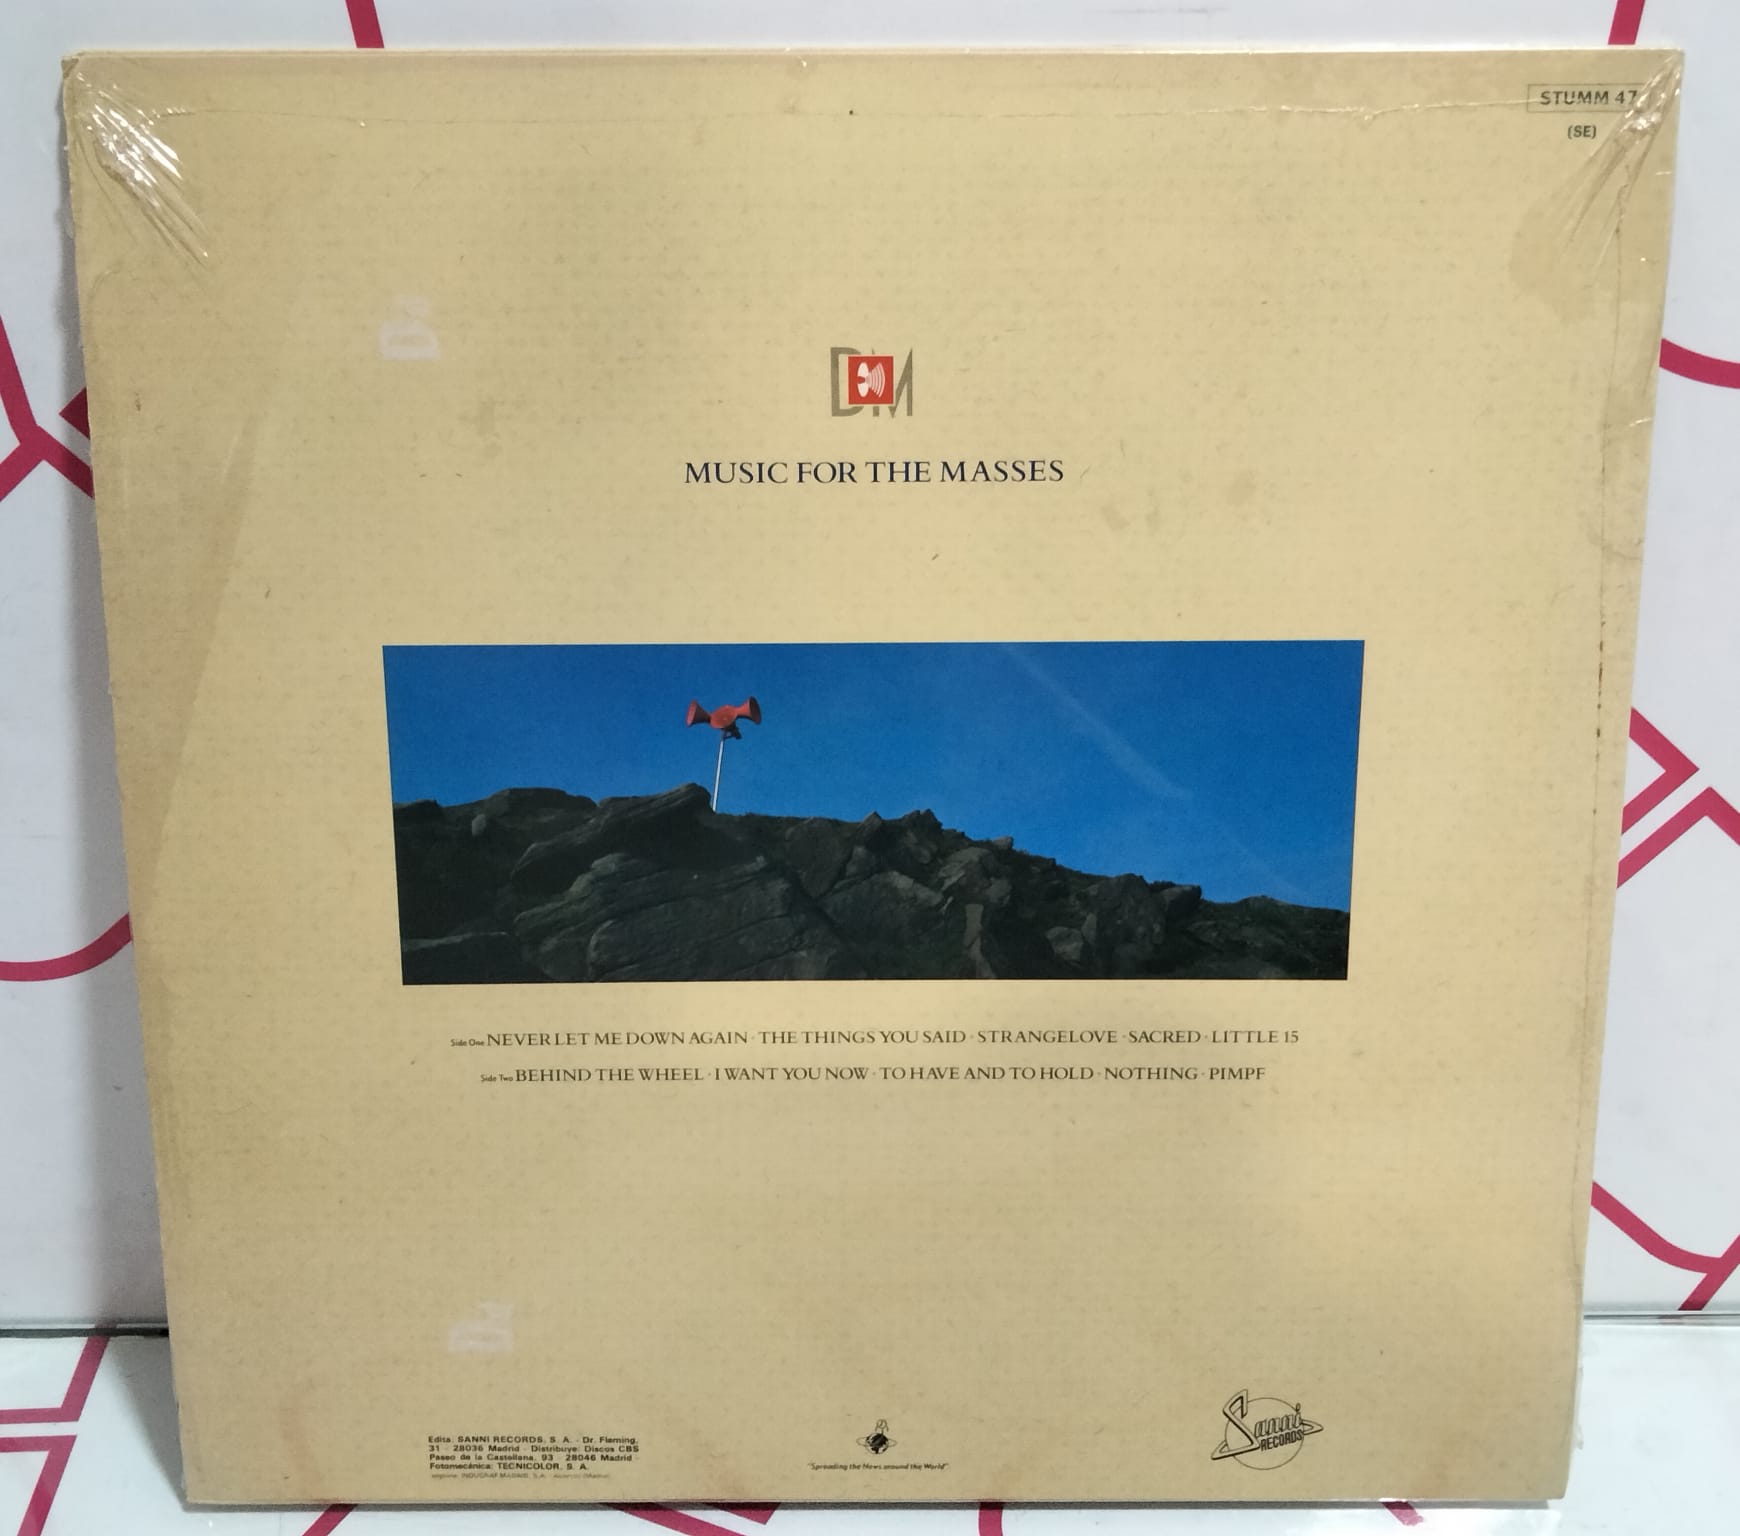 STUMM 47
(SE)
DM
MUSIC FOR THE MASSES
Side One NEVER LET ME DOWN AGAIN · THE THINGS YOU SAID · STRANGELOVE · SACRED · LITTLE 15
Side Two BEHIND THE WHEEL · I WANT YOU NOW · TO HAVE AND TO HOLD · NOTHING · PIMPF
Edita: SANNI RECORDS, S. A. - Dr. Fleming,
31 - 28036 Madrid - Distribuye: Discos CBS
Paseo de la Castellana, 93 - 28046 Madrid -
Fotomecánica: TECNICOLOR, S. A.
INDUGRAF MADRID, S.A.
"Spreading the News around the World"
Sanni
RECORDS